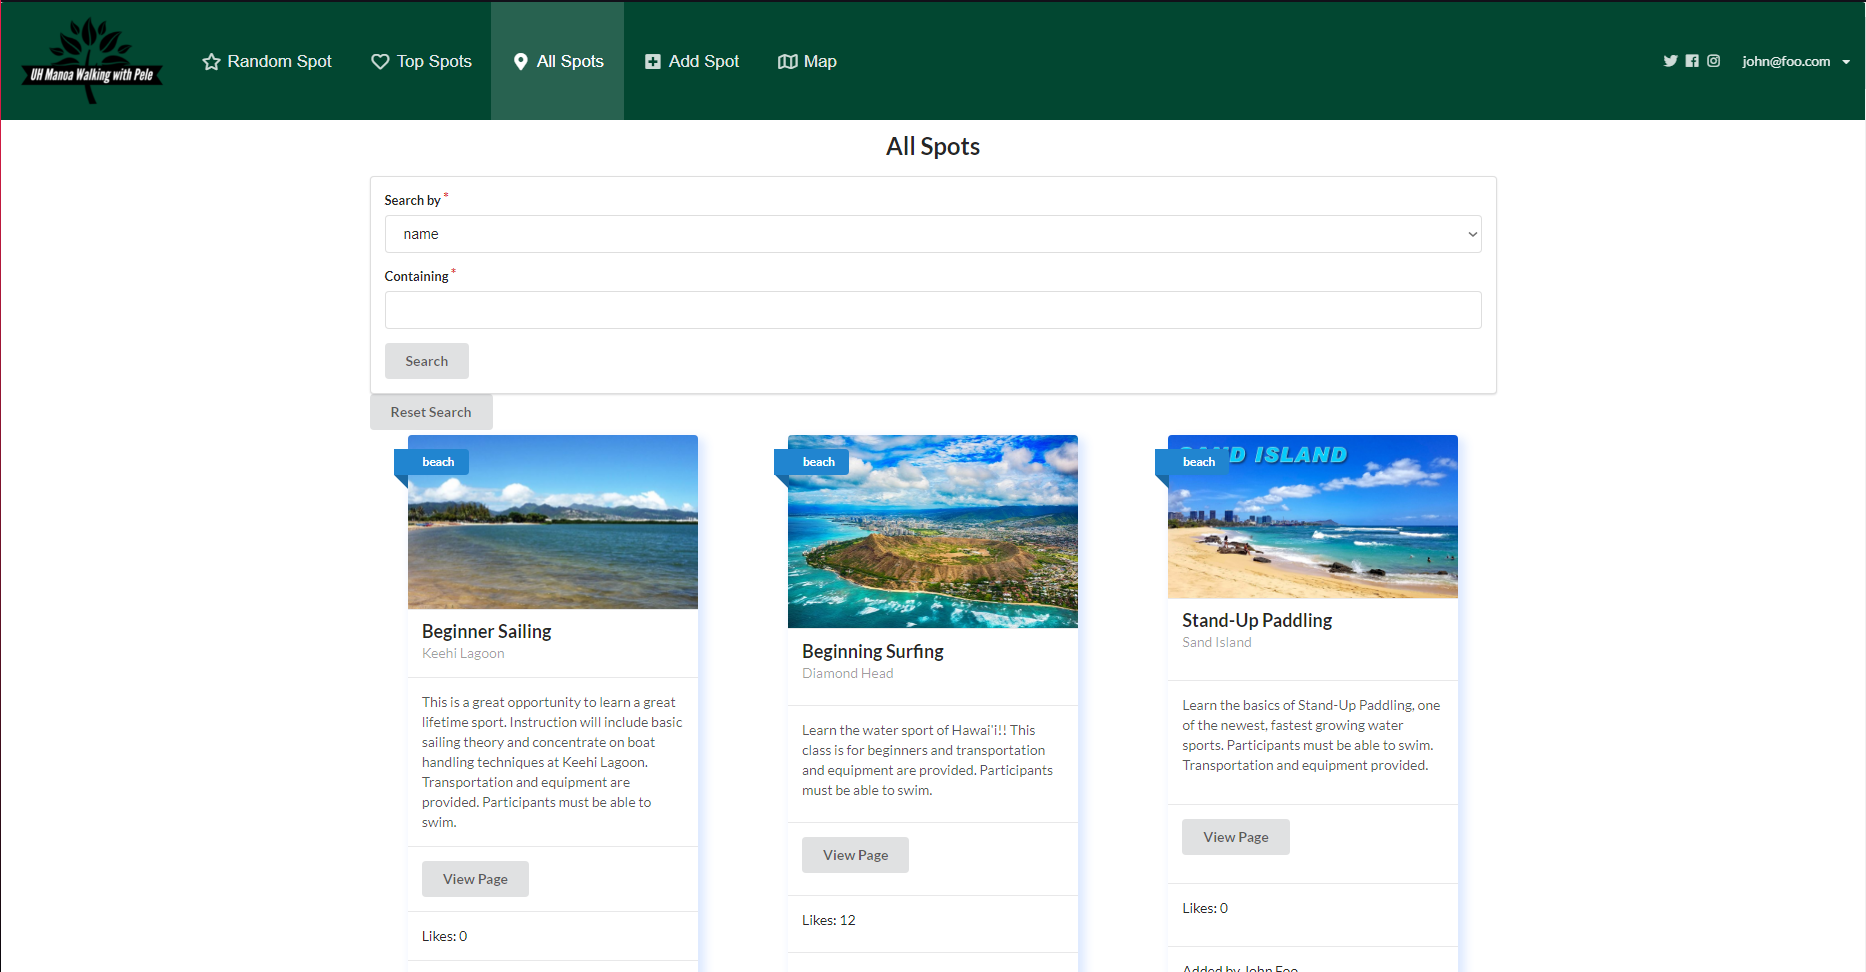 UH Manoa Walking with Pele
Random Spot
Top Spots
All Spots
Add Spot
Map
john@foo.com
All Spots
Search by *
name
Containing *
Search
Reset Search
beach
Beginner Sailing
Keehi Lagoon
This is a great opportunity to learn a great
lifetime sport. Instruction will include basic
sailing theory and concentrate on boat
handling techniques at Keehi Lagoon.
Transportation and equipment are
provided. Participants must be able to
swim.
View Page
Likes: 0
beach
Beginning Surfing
Diamond Head
Learn the water sport of Hawai'i!! This
class is for beginners and transportation
and equipment are provided. Participants
must be able to swim.
View Page
Likes: 12
beach
ISLAND
Stand-Up Paddling
Sand Island
Learn the basics of Stand-Up Paddling, one
of the newest, fastest growing water
sports. Participants must be able to swim.
Transportation and equipment provided.
View Page
Likes: 0
Added by John Foo